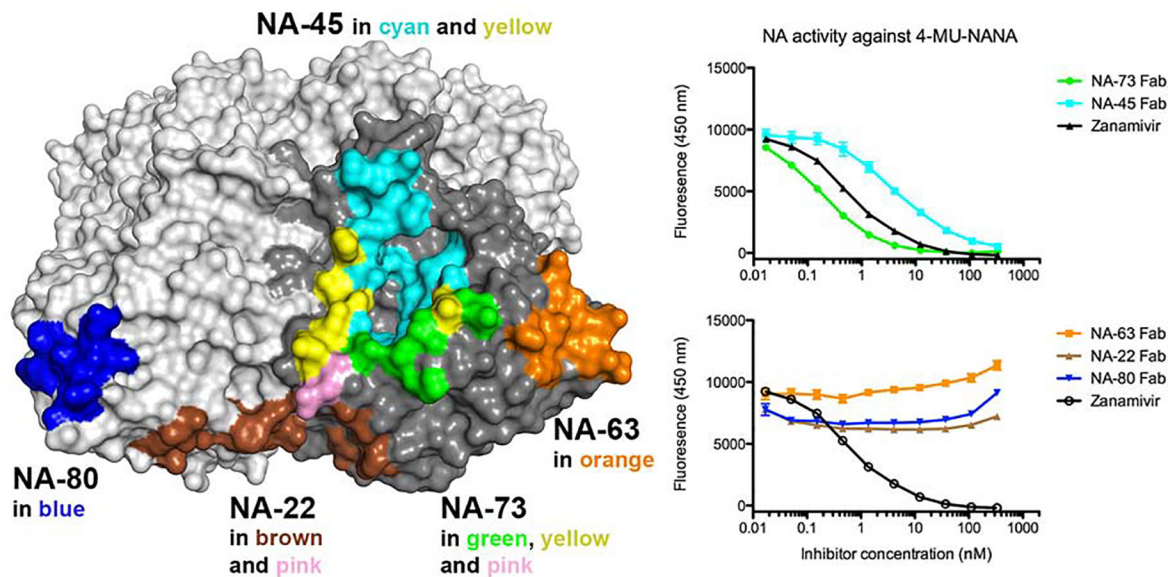 NA-45 in cyan and yellow
NA-80
in blue
NA-22
in brown
and pink
NA-73
in green, yellow
and pink
NA-63
in orange
NA activity against 4-MU-NANA
Fluoresence (450 nm)
15000
10000
5000
0
0.01
0.1
1
10
100
1000
NA-73 Fab
NA-45 Fab
Zanamivir
Fluoresence (450 nm)
15000
10000
5000
0
0.01
0.1
1
10
100
1000
Inhibitor concentration (nM)
NA-63 Fab
NA-22 Fab
NA-80 Fab
Zanamivir